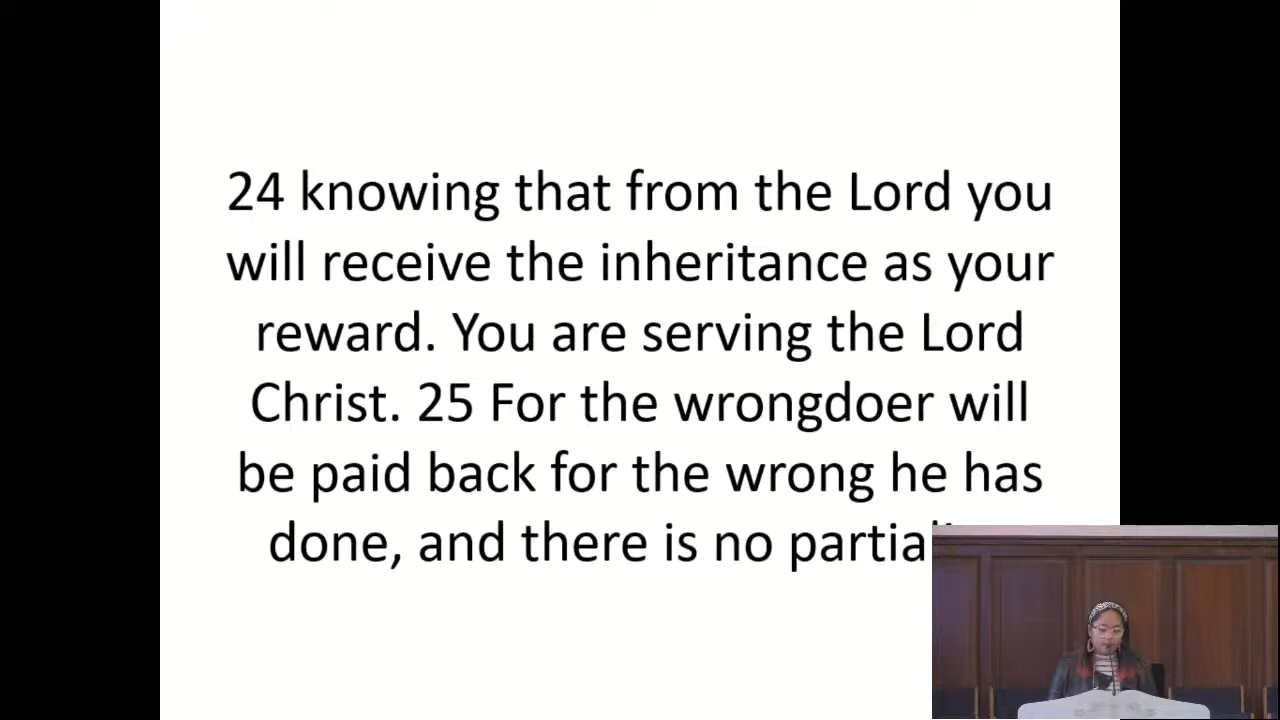 24 knowing that from the Lord you
will receive the inheritance as your
reward. You are serving the Lord
Christ. 25 For the wrongdoer will
be paid back for the wrong he has
done, and there is no